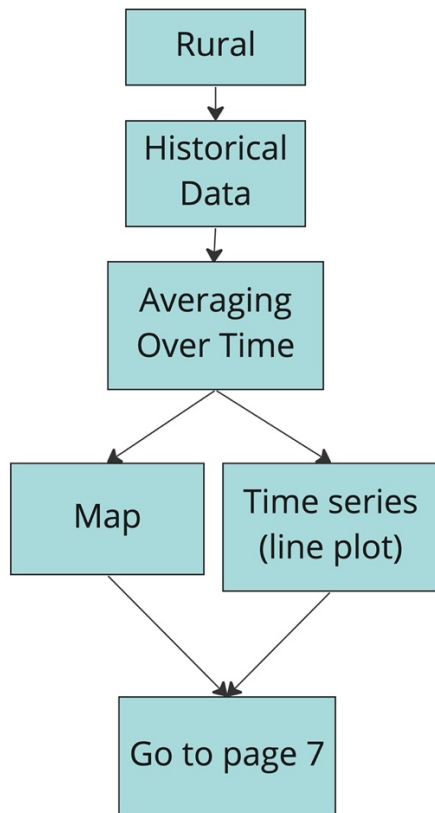 Rural
Historical
Data
Averaging
Over Time
Map
Time series
(line plot)
Go to page 7